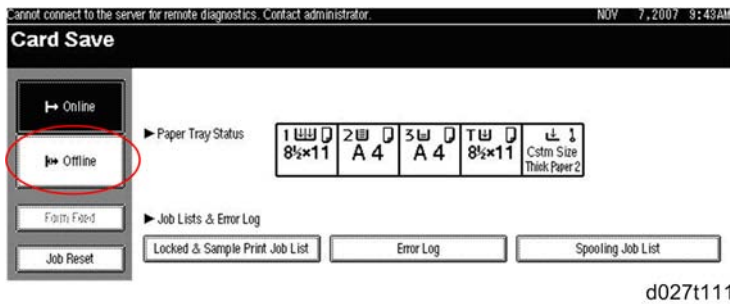 Cannot connect to the server for remote diagnostics. Contact administrator. NOV 7,2007 9:43AM
Card Save
Online
Offline
Form Feed
Job Reset
► Paper Tray Status
1 2 3 T
8½×11 A 4 A 4 8½×11 Cstm Size
Thick Paper 2
► Job Lists & Error Log
Locked & Sample Print Job List Error Log Spooling Job List
d027t111